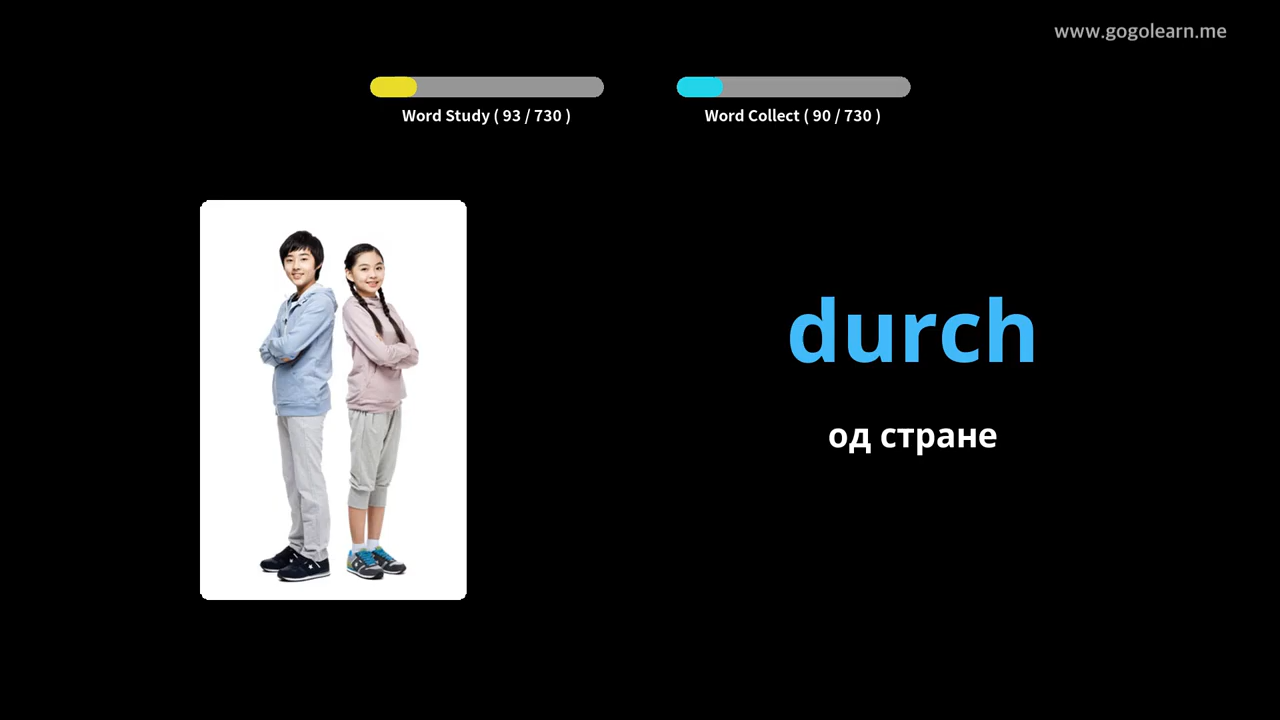 www.gogolearn.me
Word Study ( 93 / 730 )
Word Collect ( 90 / 730 )
durch
од стране